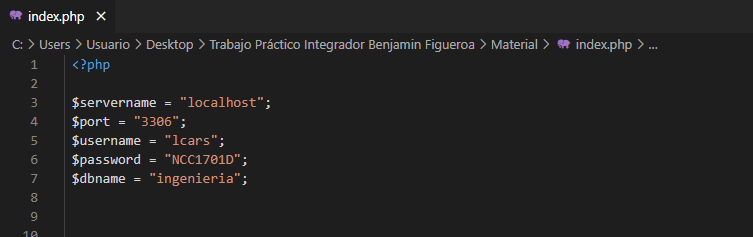 index.php
C: > Users > Usuario > Desktop > Trabajo Práctico Integrador Benjamin Figueroa > Material > index.php > ...
1 <?php
2
3 $servername = "localhost";
4 $port = "3306";
5 $username = "lcars";
6 $password = "NCC1701D";
7 $dbname = "ingenieria";
8
9
10